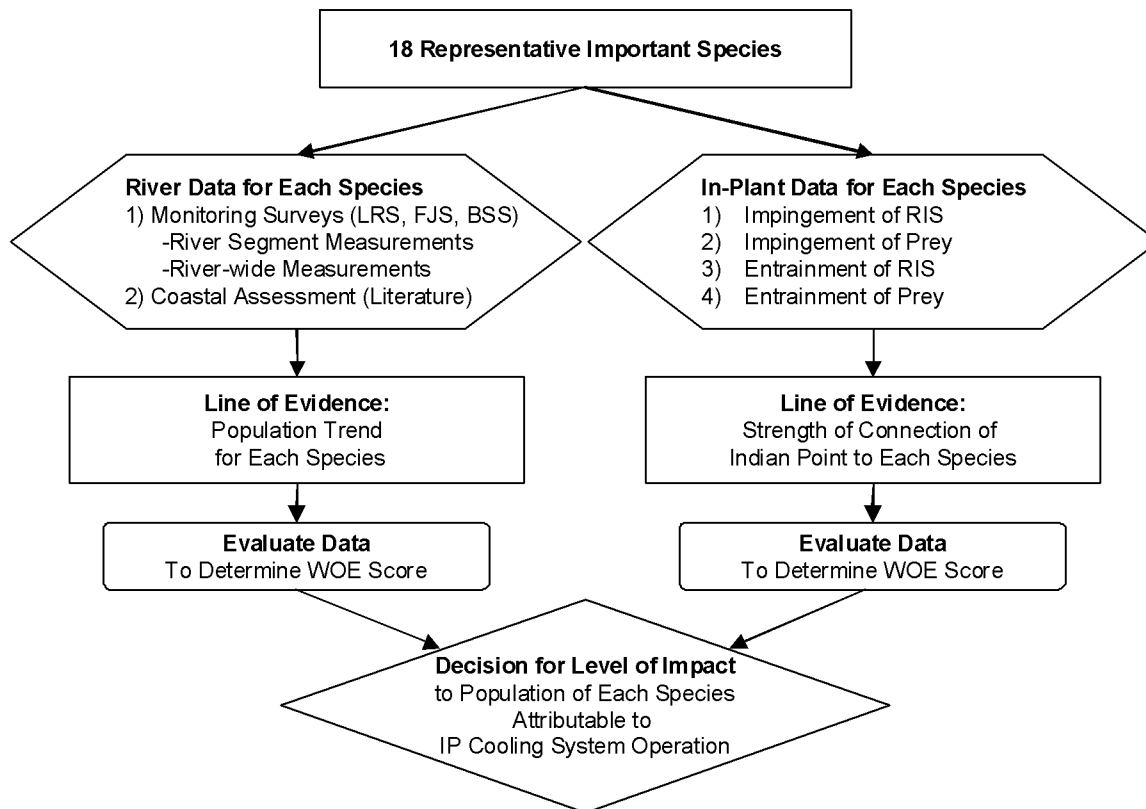 18 Representative Important Species
River Data for Each Species
1) Monitoring Surveys (LRS, FJS, BSS)
-River Segment Measurements
-River-wide Measurements
2) Coastal Assessment (Literature)
In-Plant Data for Each Species
1) Impingement of RIS
2) Impingement of Prey
3) Entrainment of RIS
4) Entrainment of Prey
Line of Evidence:
Population Trend
for Each Species
Line of Evidence:
Strength of Connection of
Indian Point to Each Species
Evaluate Data
To Determine WOE Score
Evaluate Data
To Determine WOE Score
Decision for Level of Impact
to Population of Each Species
Attributable to
IP Cooling System Operation